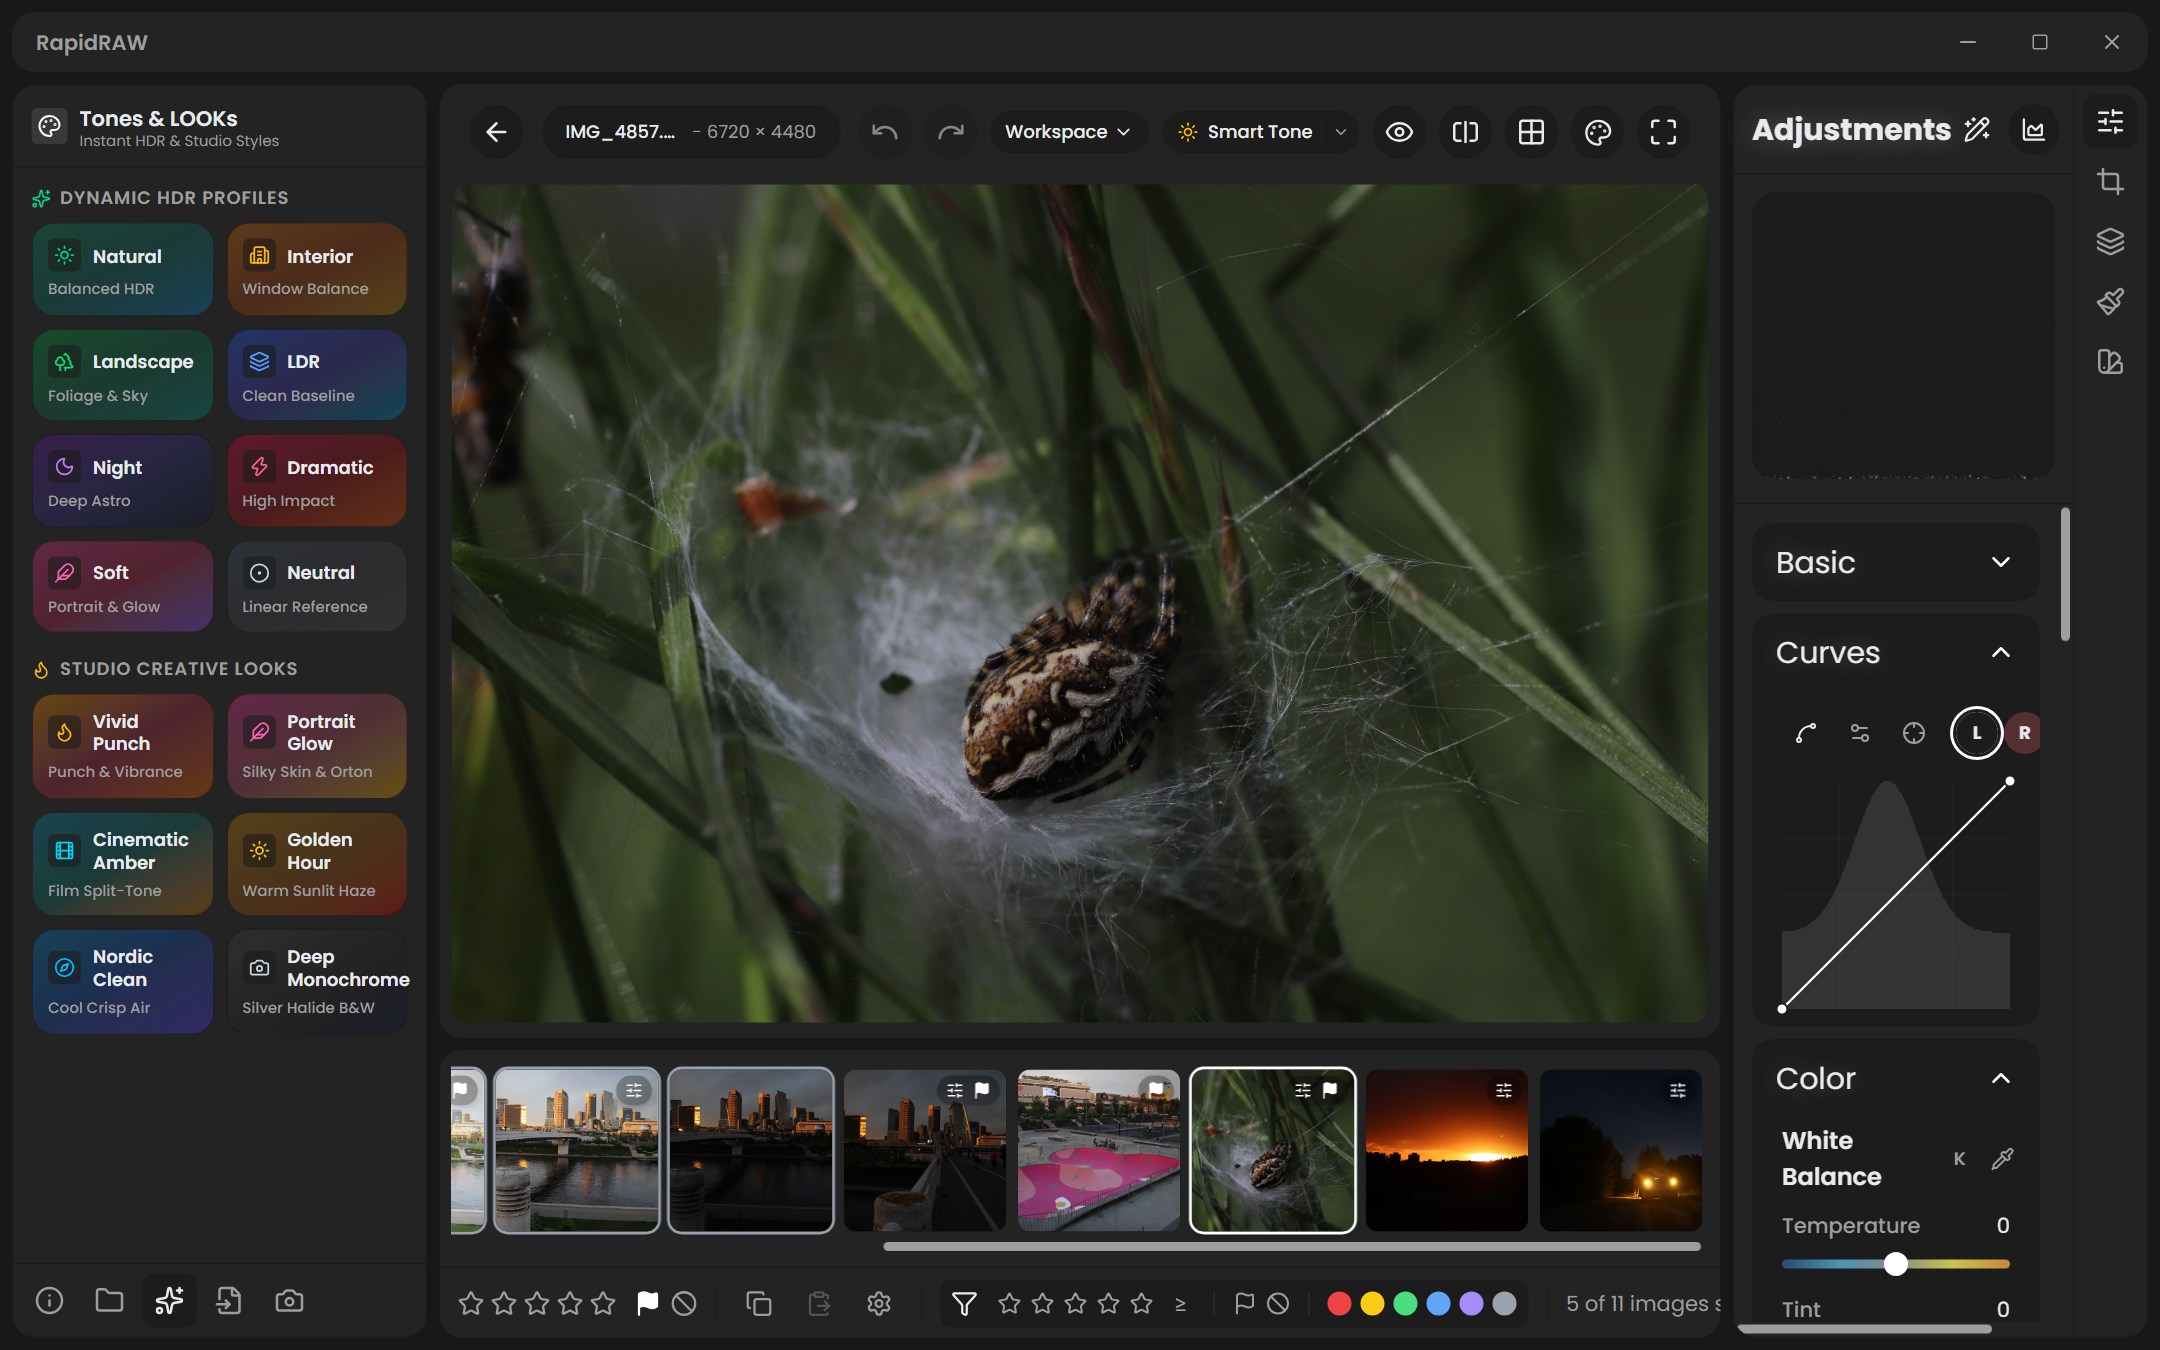 RapidRAW
Tones & LOOKs
Instant HDR & Studio Styles
DYNAMIC HDR PROFILES
Natural
Balanced HDR
Interior
Window Balance
Landscape
Foliage & Sky
LDR
Clean Baseline
Night
Deep Astro
Dramatic
High Impact
Soft
Portrait & Glow
Neutral
Linear Reference
STUDIO CREATIVE LOOKS
Vivid
Punch
Punch & Vibrance
Portrait
Glow
Silky Skin & Orton
Cinematic
Amber
Film Split-Tone
Golden
Hour
Warm Sunlit Haze
Nordic
Clean
Cool Crisp Air
Deep
Monochrome
Silver Halide B&W
IMG_4857.... - 6720 × 4480
Workspace
Smart Tone
≥
5 of 11 images s
Adjustments
Basic
Curves
L
R
Color
White
Balance
K
Temperature 0
Tint 0